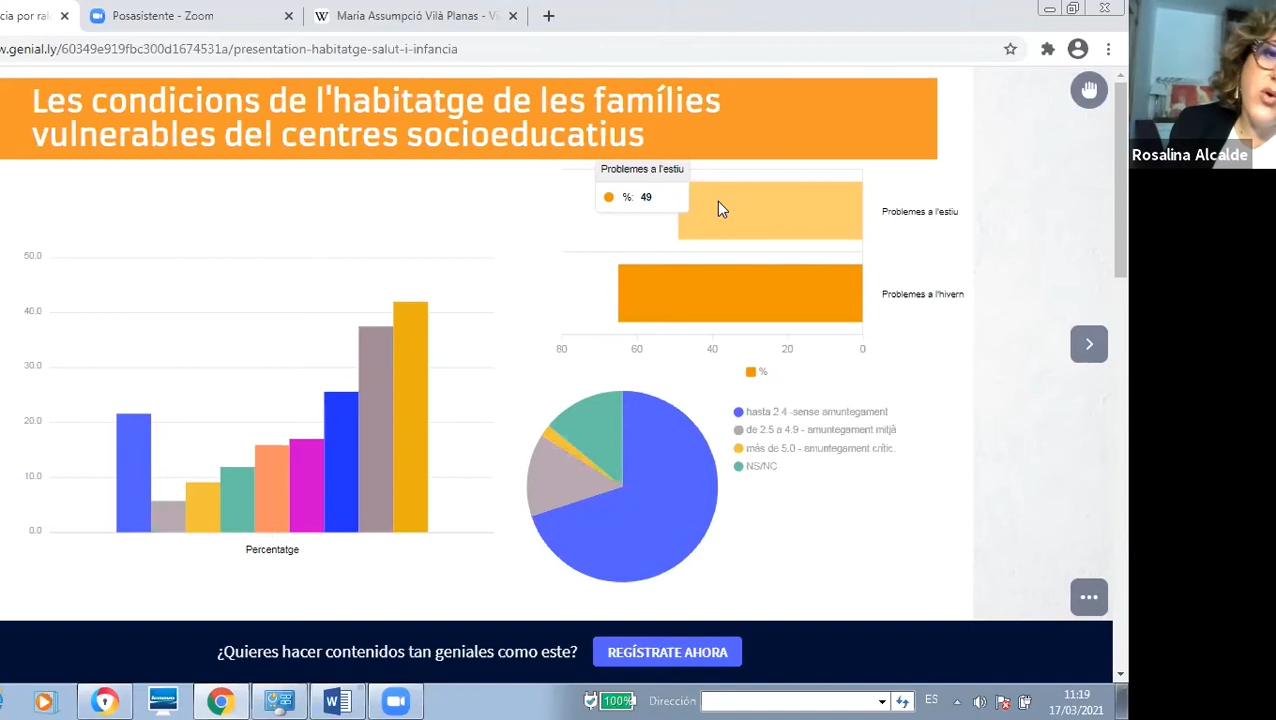 cia por ral
Posasistente - Zoom
Maria Assumpció Vilà Planas - Vi
w.genial.ly/60349e919fbc300d1674531a/presentation-habitatge-salut-i-infancia
Les condicions de l'habitatge de les famílies
vulnerables del centres socioeducatius
Rosalina Alcalde
Problemes a l'estiu
%: 49
Problemes a l'estiu
Problemes a l'hivern
80
60
40
20
0
%
50.0
40.0
30.0
20.0
10.0
0.0
Percentatge
hasta 2.4 -sense amuntegament
de 2.5 a 4.9 - amuntegament mitjà
más de 5.0 - amuntegament crític.
NS/NC
¿Quieres hacer contenidos tan geniales como este?
REGÍSTRATE AHORA
100%
Dirección
ES
11:19
17/03/2021